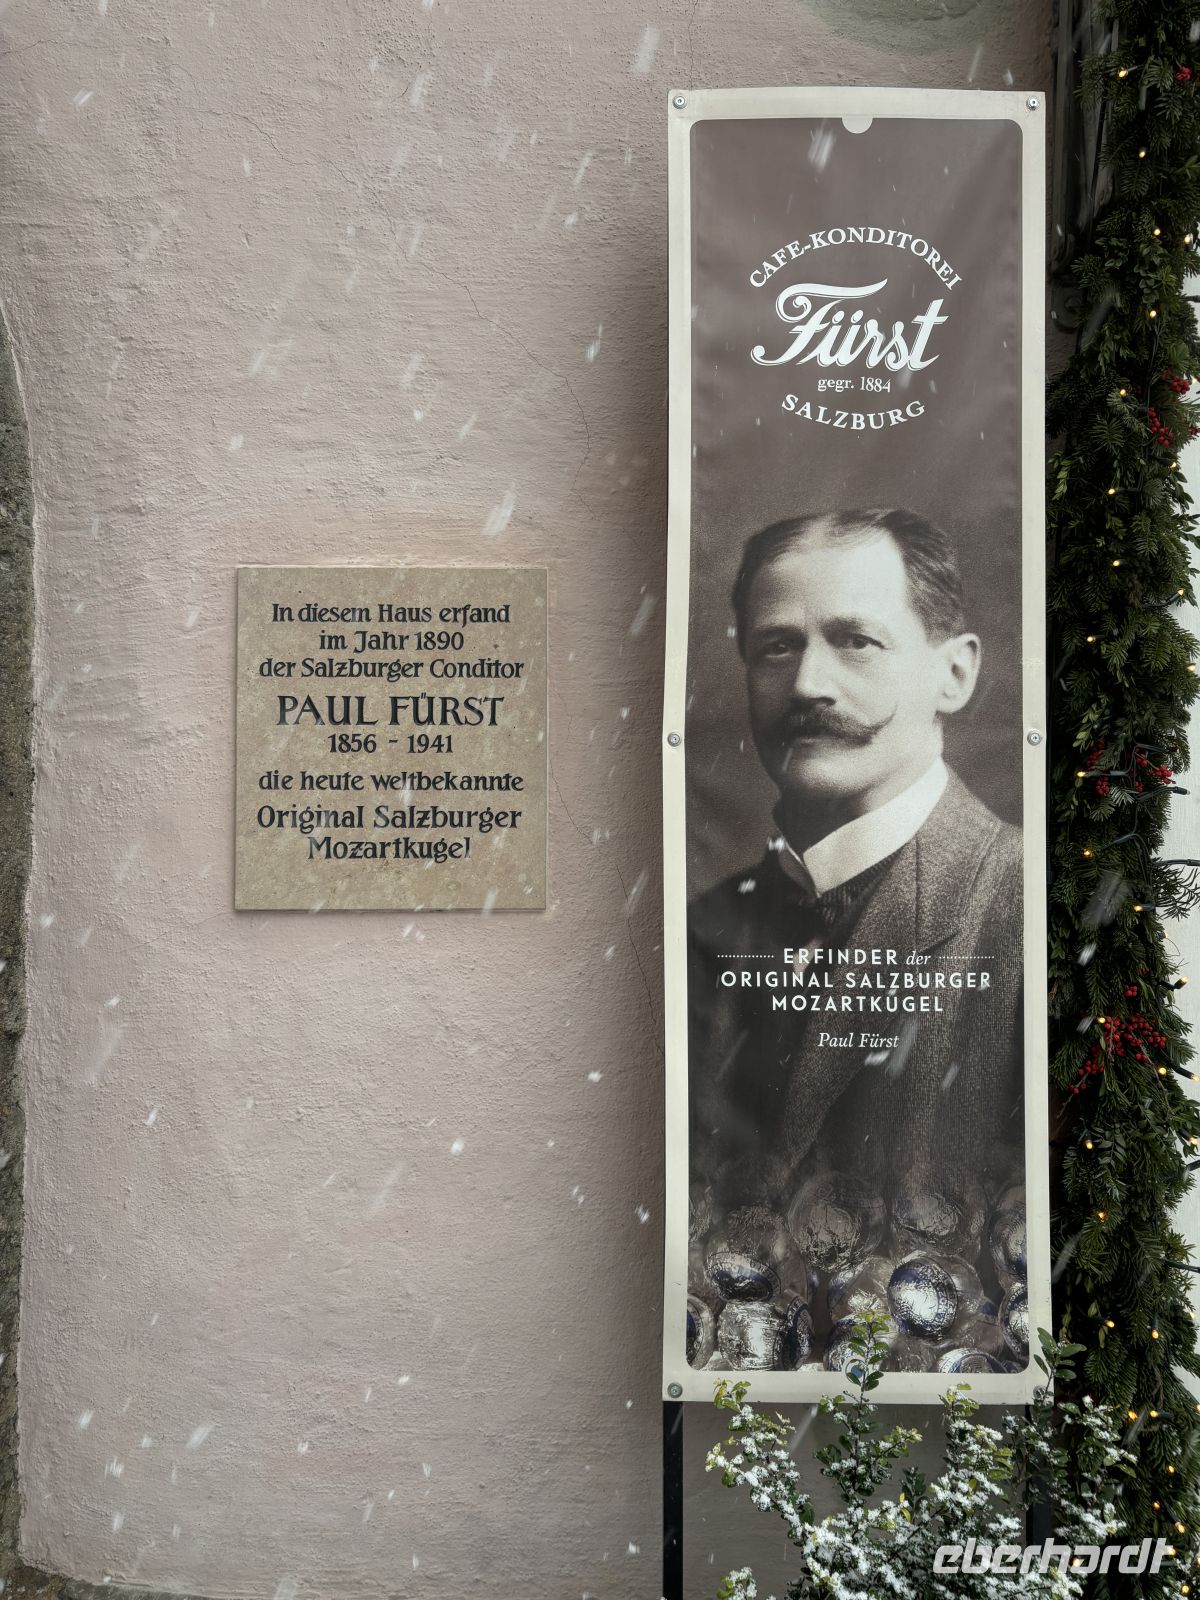 In diesem Haus erfand
im Jahr 1890
der Salzburger Conditor
PAUL FÜRST
1856 - 1941
die heute weltbekannte
Original Salzburger
Mozartkugel
CAFE-KONDITOREI
Fürst
gegr. 1884
SALZBURG
ERFINDER der
ORIGINAL SALZBURGER
MOZARTKUGEL
Paul Fürst
eberhardt